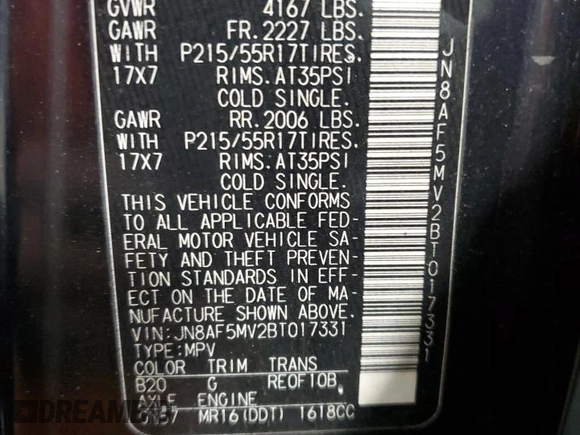 GVWR 4167 LBS.
GAWR FR. 2227 LBS.
WITH P215/55R17TIRES.
17X7 RIMS. AT35PSI
COLD SINGLE.
GAWR RR. 2006 LBS.
WITH P215/55R17TIRES.
17X7 RIMS. AT35PSI
COLD SINGLE.
THIS VEHICLE CONFORMS
TO ALL APPLICABLE FED-
ERAL MOTOR VEHICLE SA-
FETY AND THEFT PREVEN-
TION STANDARDS IN EFF-
ECT ON THE DATE OF MA-
NUFACTURE SHOWN ABOVE.
VIN: JN8AF5MV2BT017331
TYPE: MPV
COLOR TRIM TRANS
B20 G RE0F10B
AXLE ENGINE
MR16(DDT) 1618CC
JN8AF5MV2BT017331